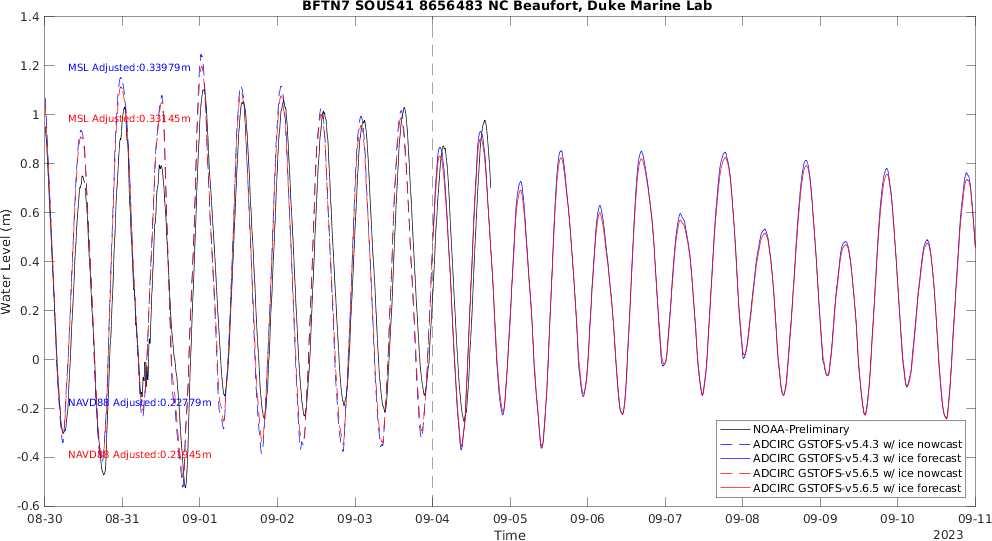 BFTN7 SOUS41 8656483 NC Beaufort, Duke Marine Lab
1.4
1.2
1
0.8
0.6
0.4
0.2
0
-0.2
-0.4
-0.6
Water Level (m)
MSL Adjusted:0.33979m
MSL Adjusted:0.33145m
NAVD88 Adjusted:0.22779m
NAVD88 Adjusted:0.21945m
NOAA-Preliminary
ADCIRC GSTOFS-v5.4.3 w/ ice nowcast
ADCIRC GSTOFS-v5.4.3 w/ ice forecast
ADCIRC GSTOFS-v5.6.5 w/ ice nowcast
ADCIRC GSTOFS-v5.6.5 w/ ice forecast
08-30 08-31 09-01 09-02 09-03 09-04 09-05 09-06 09-07 09-08 09-09 09-10 09-11
Time
2023